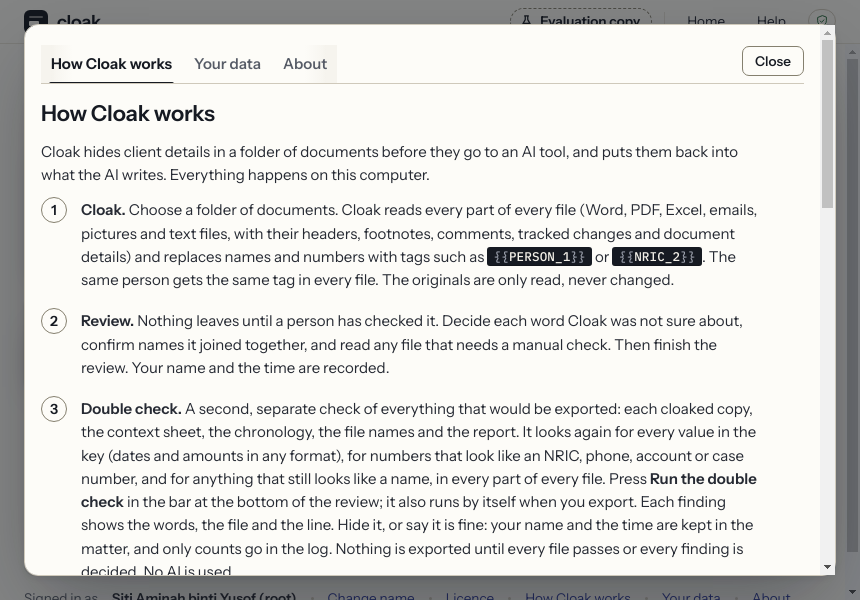 cloak
Evaluation copy
Home
Help
How Cloak works
Your data
About
Close
How Cloak works
Cloak hides client details in a folder of documents before they go to an AI tool, and puts them back into
what the AI writes. Everything happens on this computer.
1
Cloak. Choose a folder of documents. Cloak reads every part of every file (Word, PDF, Excel, emails,
pictures and text files, with their headers, footnotes, comments, tracked changes and document
details) and replaces names and numbers with tags such as {{PERSON_1}} or {{NRIC_2}}. The
same person gets the same tag in every file. The originals are only read, never changed.
2
Review. Nothing leaves until a person has checked it. Decide each word Cloak was not sure about,
confirm names it joined together, and read any file that needs a manual check. Then finish the
review. Your name and the time are recorded.
3
Double check. A second, separate check of everything that would be exported: each cloaked copy,
the context sheet, the chronology, the file names and the report. It looks again for every value in the
key (dates and amounts in any format), for numbers that look like an NRIC, phone, account or case
number, and for anything that still looks like a name, in every part of every file. Press Run the double
check in the bar at the bottom of the review; it also runs by itself when you export. Each finding
shows the words, the file and the line. Hide it, or say it is fine: your name and the time are kept in the
matter, and only counts go in the log. Nothing is exported until every file passes or every finding is
decided. No AI is used.
Signed in as Siti Aminah binti Yusof (root) · Change name · Licence · How Cloak works · Your data · About